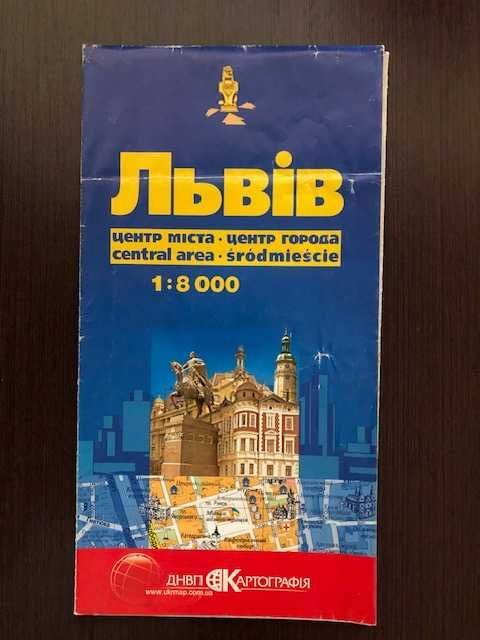 Львів
центр міста · центр города
central area · śródmieście
1:8 000
ДНВП КАРТОГРАФІЯ
www.ukrmap.com.ua